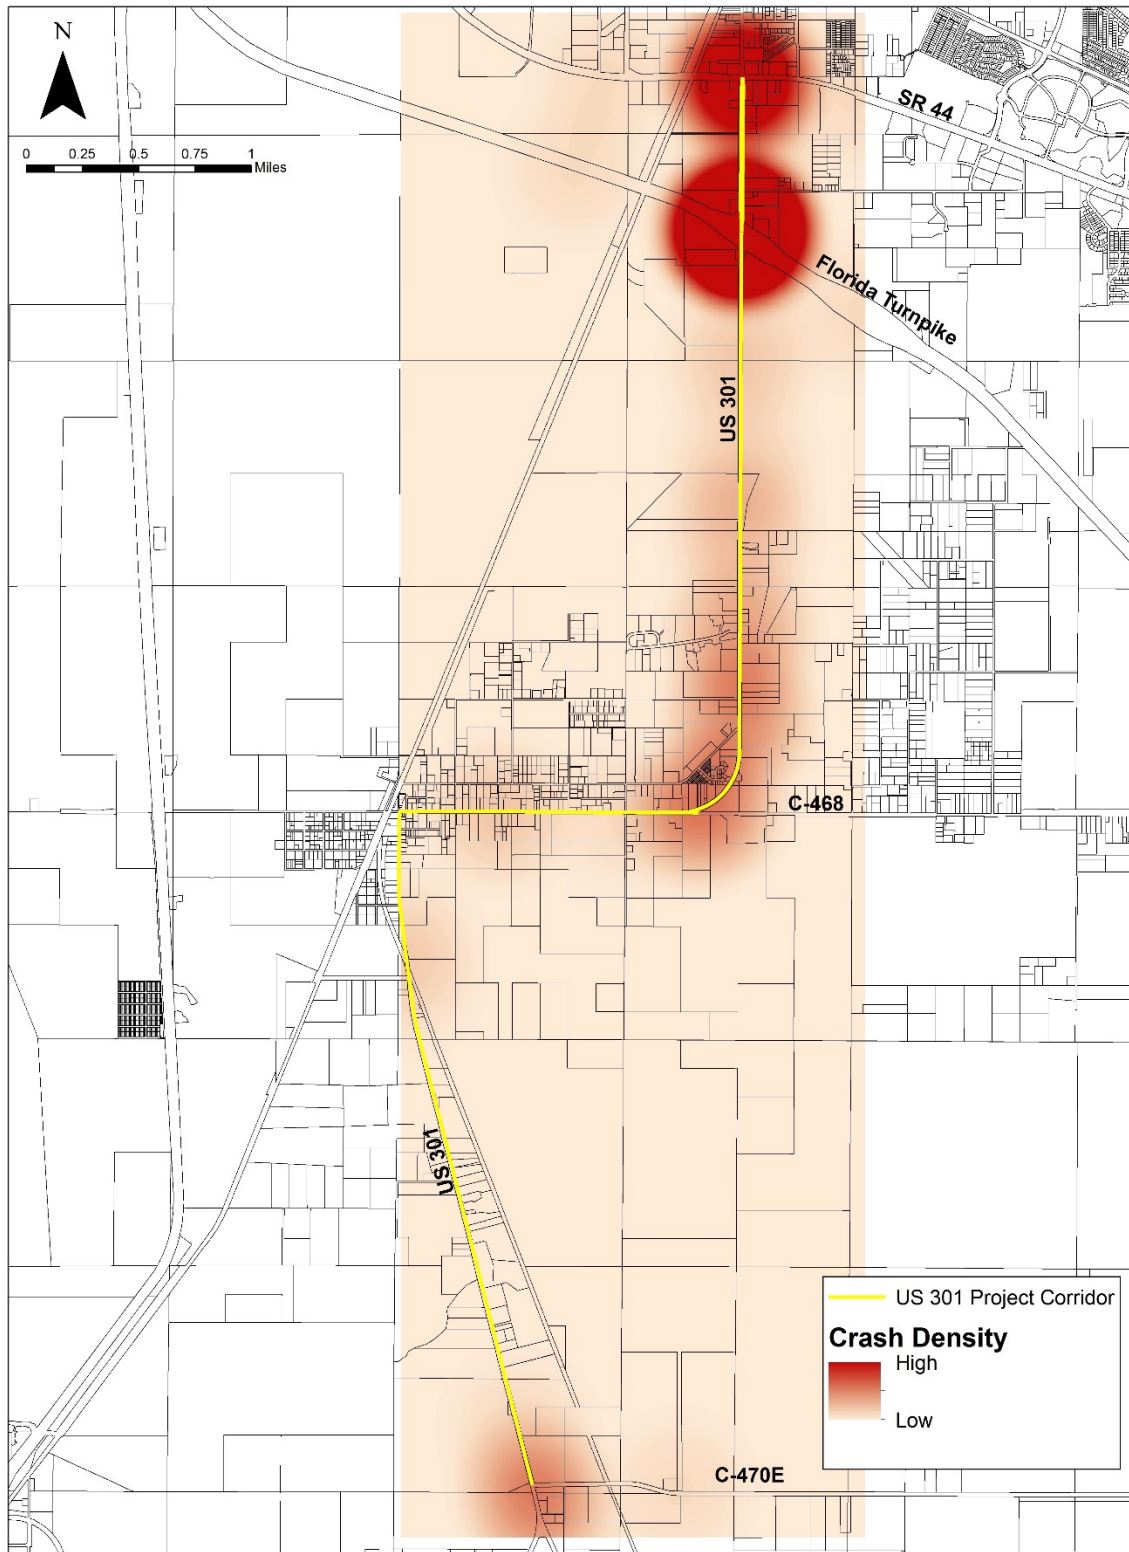 N
0 0.25 0.5 0.75 1
Miles
SR 44
Florida Turnpike
US 301
C-468
US 301
US 301 Project Corridor
Crash Density
High
Low
C-470E